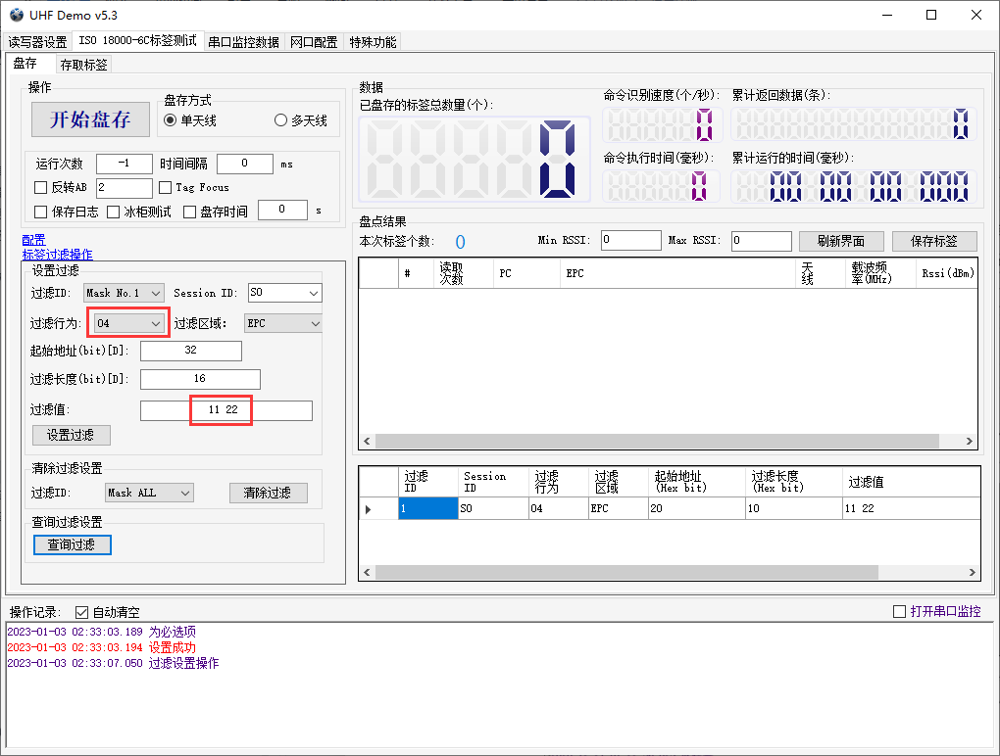 UHF Demo v5.3
读写器设置 ISO 18000-6C标签测试 串口监控数据 网口配置 特殊功能
盘存 存取标签
操作
开始盘存
盘存方式
单天线 多天线
运行次数 -1 时间间隔 0 ms
反转AB 2 Tag Focus
保存日志 冰柜测试 盘存时间 0 s
配置
标签过滤操作
设置过滤
过滤ID: Mask No.1 Session ID: S0
过滤行为: 04 过滤区域: EPC
起始地址(bit)[D]: 32
过滤长度(bit)[D]: 16
过滤值: 11 22
设置过滤
清除过滤设置
过滤ID: Mask ALL 清除过滤
查询过滤设置
查询过滤
数据
已盘存的标签总数量(个):
0
命令识别速度(个/秒):
0
累计返回数据(条):
0
命令执行时间(毫秒):
0
累计运行的时间(毫秒):
00 00 00 000
盘点结果
本次标签个数: 0 Min RSSI: 0 Max RSSI: 0 刷新界面 保存标签
# 读取次数 PC EPC 天线 载波频率(MHz) Rssi(dBm)
过滤ID Session ID 过滤行为 过滤区域 起始地址(Hex bit) 过滤长度(Hex bit) 过滤值
1 S0 04 EPC 20 10 11 22
操作记录: 自动清空 打开串口监控
2023-01-03 02:33:03.189 为必选项
2023-01-03 02:33:03.194 设置成功
2023-01-03 02:33:07.050 过滤设置操作